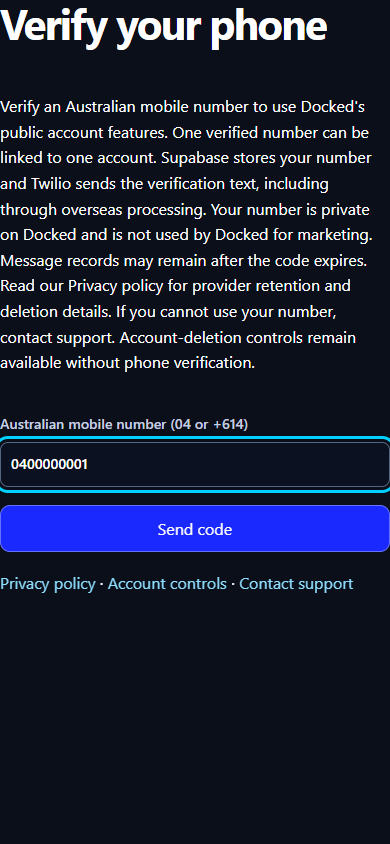 Verify your phone
Verify an Australian mobile number to use Docked's
public account features. One verified number can be
linked to one account. Supabase stores your number
and Twilio sends the verification text, including
through overseas processing. Your number is private
on Docked and is not used by Docked for marketing.
Message records may remain after the code expires.
Read our Privacy policy for provider retention and
deletion details. If you cannot use your number,
contact support. Account-deletion controls remain
available without phone verification.
Australian mobile number (04 or +614)
0400000001
Send code
Privacy policy · Account controls · Contact support